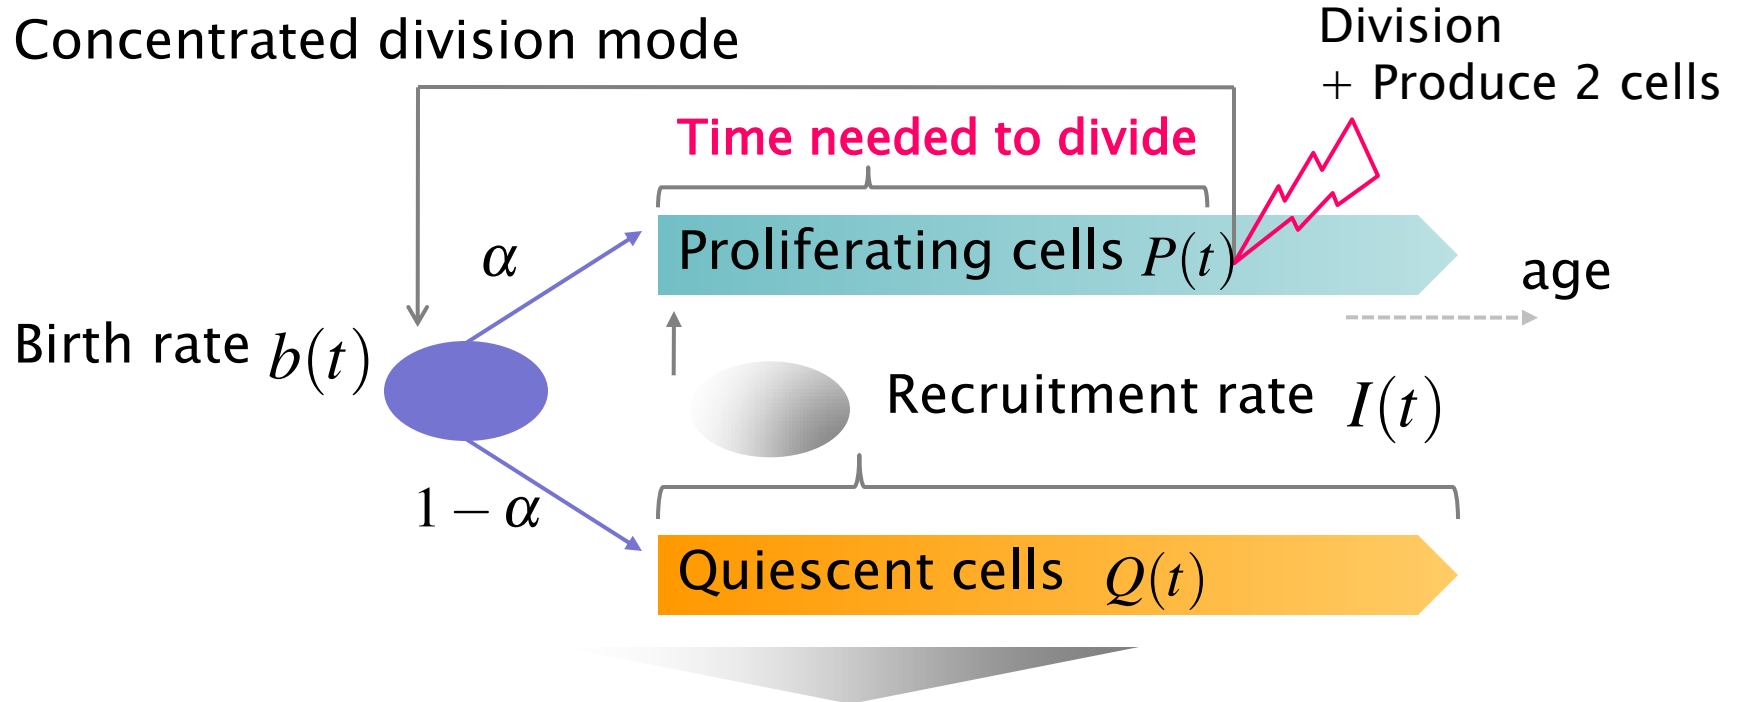 Concentrated division mode
Division
+ Produce 2 cells
Time needed to divide
α
Proliferating cells P(t)
age
Birth rate b(t)
Recruitment rate I(t)
1 − α
Quiescent cells Q(t)